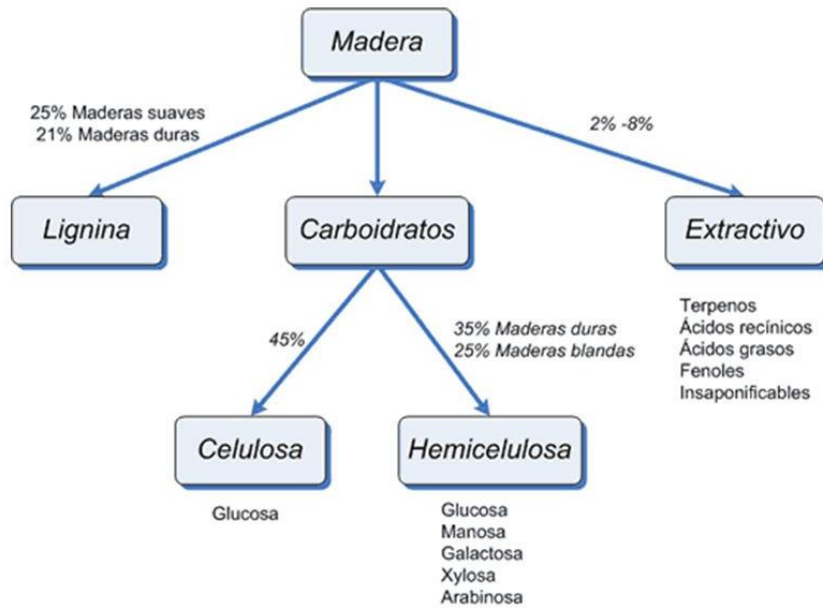 Madera
25% Maderas suaves
21% Maderas duras
2% -8%
Lignina
Carboidratos
Extractivo
Terpenos
Ácidos recínicos
Ácidos grasos
Fenoles
Insaponificables
45%
35% Maderas duras
25% Maderas blandas
Celulosa
Hemicelulosa
Glucosa
Glucosa
Manosa
Galactosa
Xylosa
Arabinosa